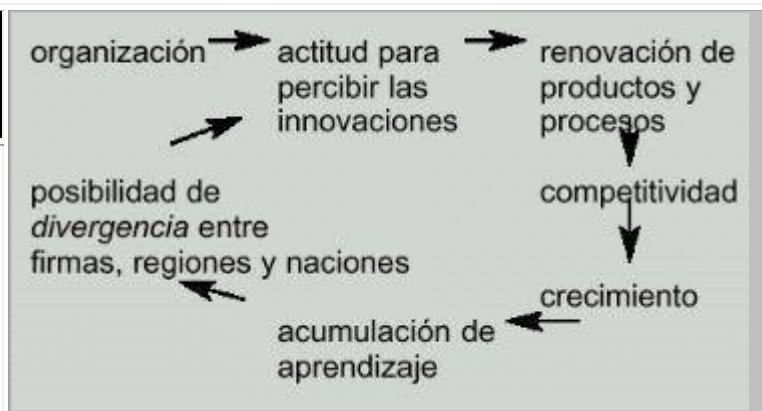 organización
actitud para
percibir las
innovaciones
renovación de
productos y
procesos
competitividad
crecimiento
acumulación de
aprendizaje
posibilidad de
divergencia entre
firmas, regiones y naciones